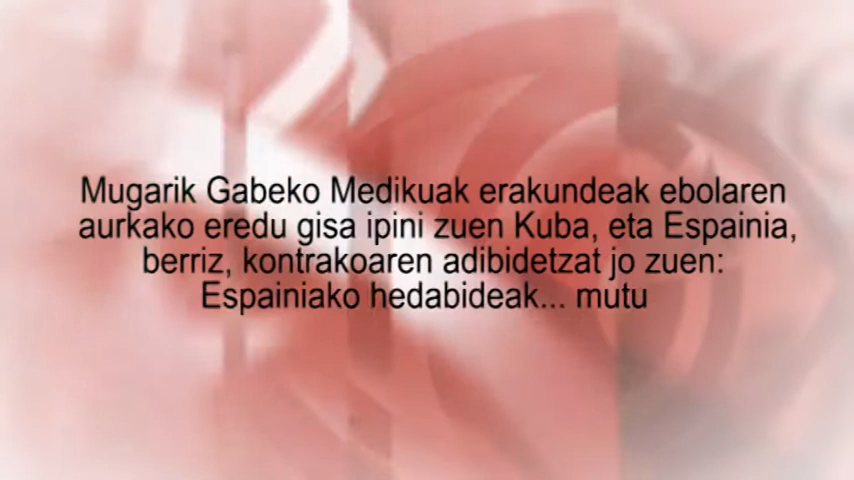 Mugarik Gabeko Medikuak erakundeak ebolaren
aurkako eredu gisa ipini zuen Kuba, eta Espainia,
berriz, kontrakoaren adibidetzat jo zuen:
Espainiako hedabideak... mutu